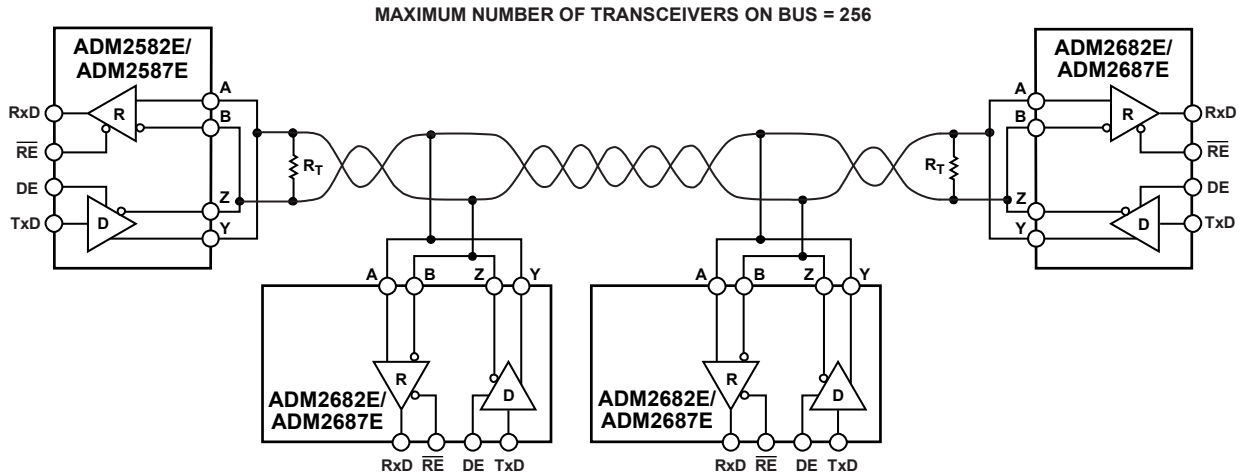 MAXIMUM NUMBER OF TRANSCEIVERS ON BUS = 256
ADM2582E/
ADM2587E
A
B
Z
Y
RxD
RE
DE
TxD
R
D
RT
ADM2682E/
ADM2687E
A
B
Z
Y
RxD
RE
DE
TxD
R
D
RT
A
B
Z
Y
R
D
ADM2682E/
ADM2687E
RxD
RE
DE
TxD
A
B
Z
Y
R
D
ADM2682E/
ADM2687E
RxD
RE
DE
TxD